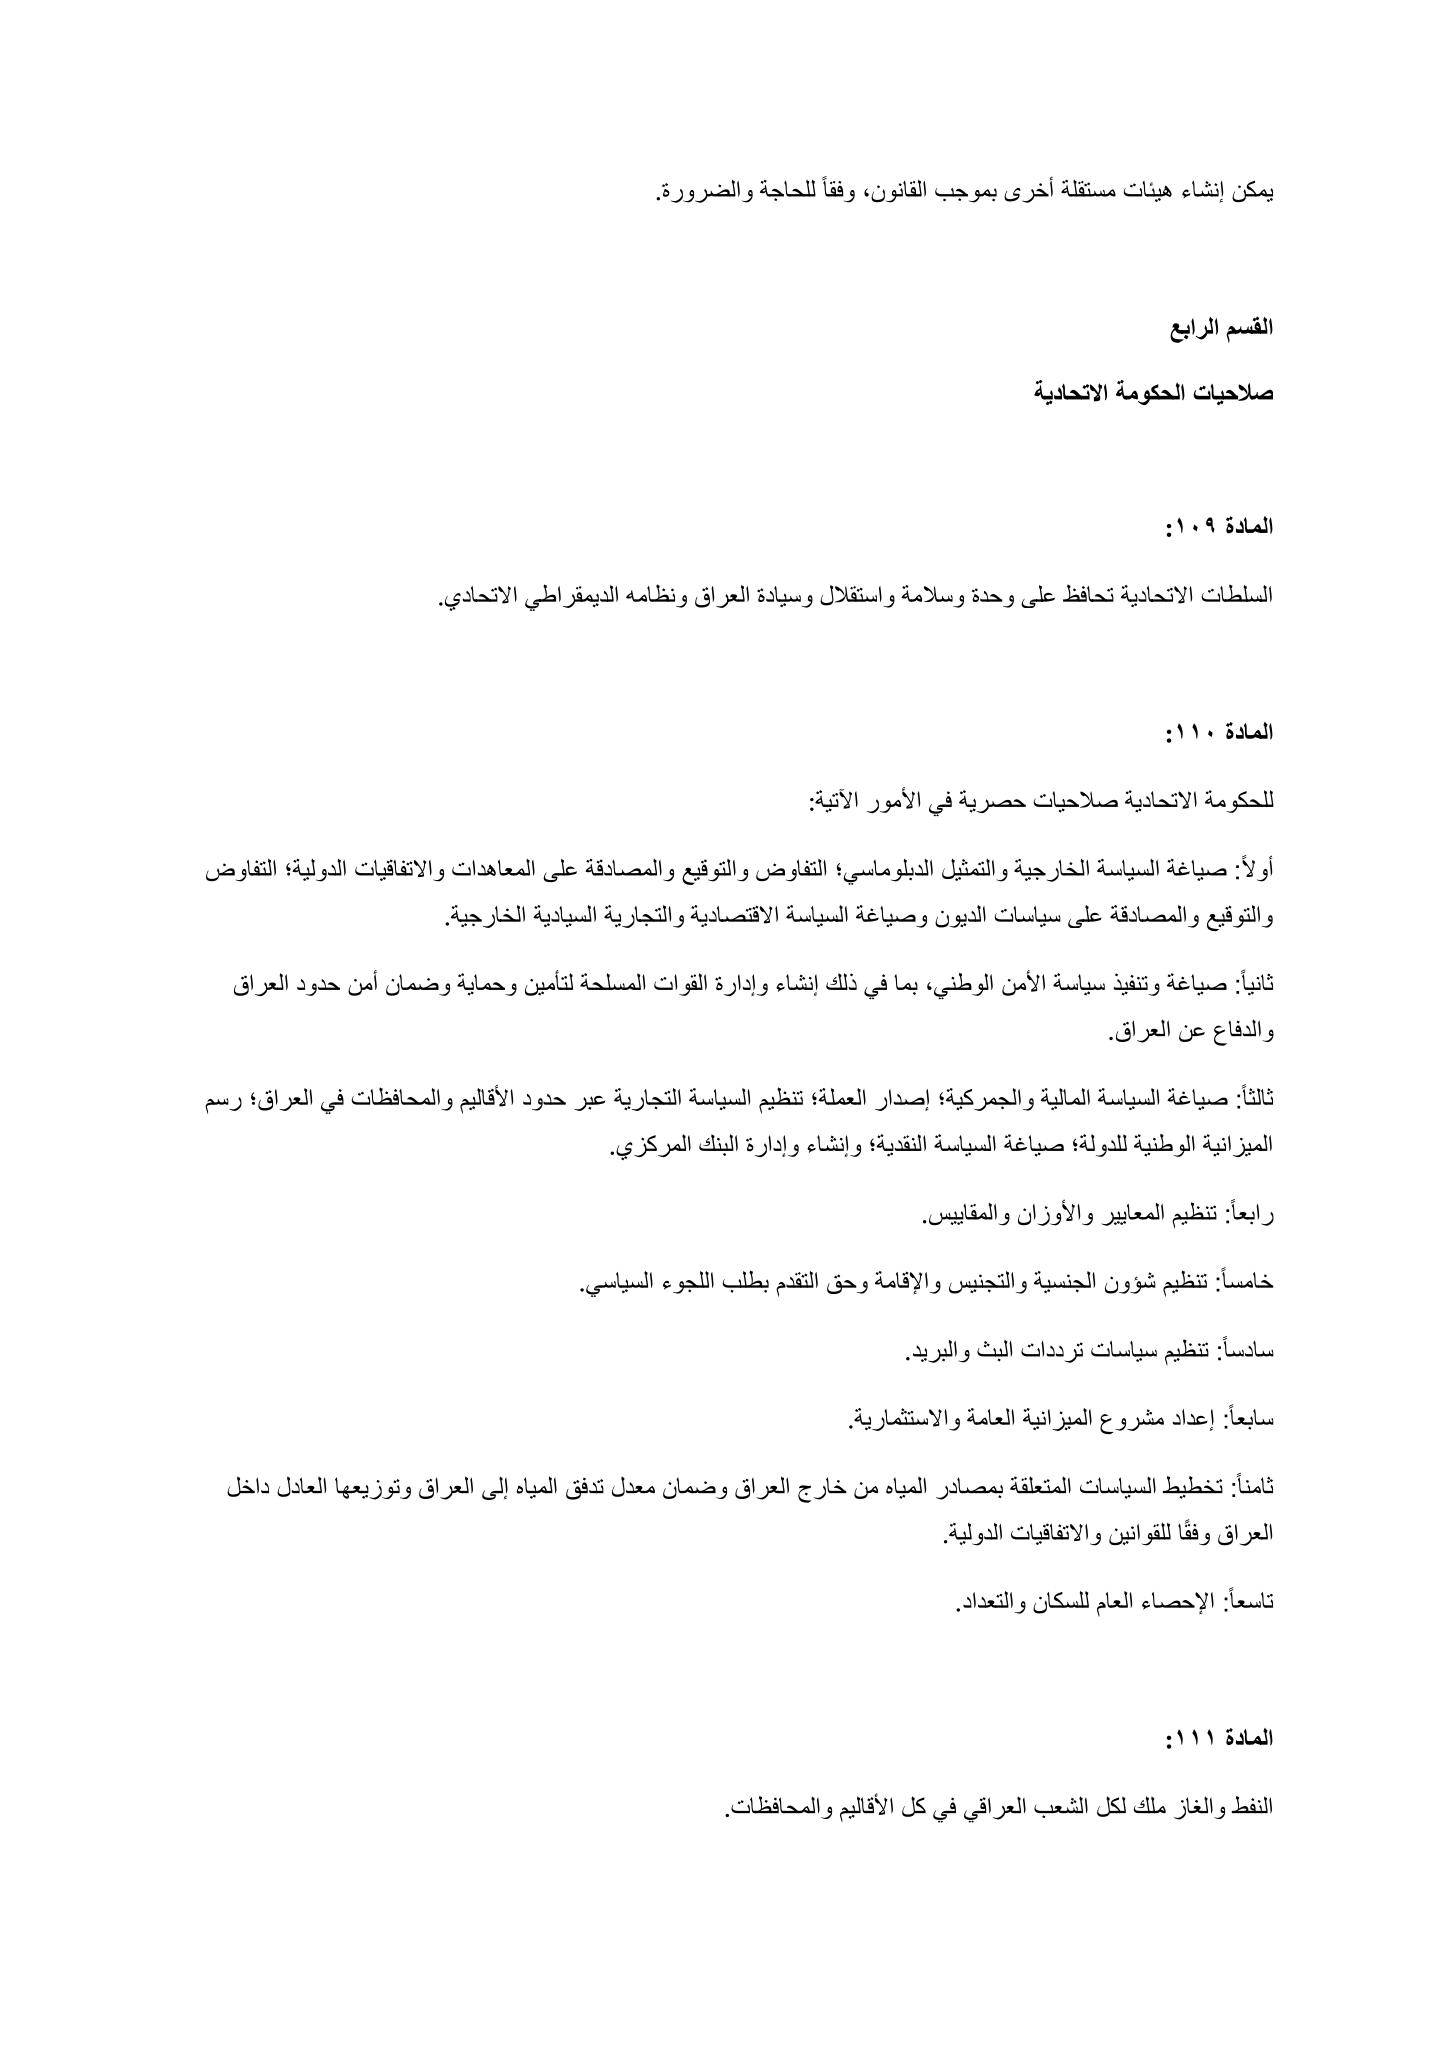 يمكن إنشاء هيئات مستقلة أخرى بموجب القانون، وفقاً للحاجة والضرورة.
القسم الرابع
صلاحيات الحكومة الاتحادية
المادة ١٠٩:
السلطات الاتحادية تحافظ على وحدة وسلامة واستقلال وسيادة العراق ونظامه الديمقراطي الاتحادي.
المادة ١١٠:
للحكومة الاتحادية صلاحيات حصرية في الأمور الآتية:
أولاً: صياغة السياسة الخارجية والتمثيل الدبلوماسي؛ التفاوض والتوقيع والمصادقة على المعاهدات والاتفاقيات الدولية؛ التفاوض
والتوقيع والمصادقة على سياسات الديون وصياغة السياسة الاقتصادية والتجارية السيادية الخارجية.
ثانياً: صياغة وتنفيذ سياسة الأمن الوطني، بما في ذلك إنشاء وإدارة القوات المسلحة لتأمين وحماية وضمان أمن حدود العراق
والدفاع عن العراق.
ثالثاً: صياغة السياسة المالية والجمركية؛ إصدار العملة؛ تنظيم السياسة التجارية عبر حدود الأقاليم والمحافظات في العراق؛ رسم
الميزانية الوطنية للدولة؛ صياغة السياسة النقدية؛ وإنشاء وإدارة البنك المركزي.
رابعاً: تنظيم المعايير والأوزان والمقاييس.
خامساً: تنظيم شؤون الجنسية والتجنيس والإقامة وحق التقدم بطلب اللجوء السياسي.
سادساً: تنظيم سياسات ترددات البث والبريد.
سابعاً: إعداد مشروع الميزانية العامة والاستثمارية.
ثامناً: تخطيط السياسات المتعلقة بمصادر المياه من خارج العراق وضمان معدل تدفق المياه إلى العراق وتوزيعها العادل داخل
العراق وفقًا للقوانين والاتفاقيات الدولية.
تاسعاً: الإحصاء العام للسكان والتعداد.
المادة ١١١:
النفط والغاز ملك لكل الشعب العراقي في كل الأقاليم والمحافظات.